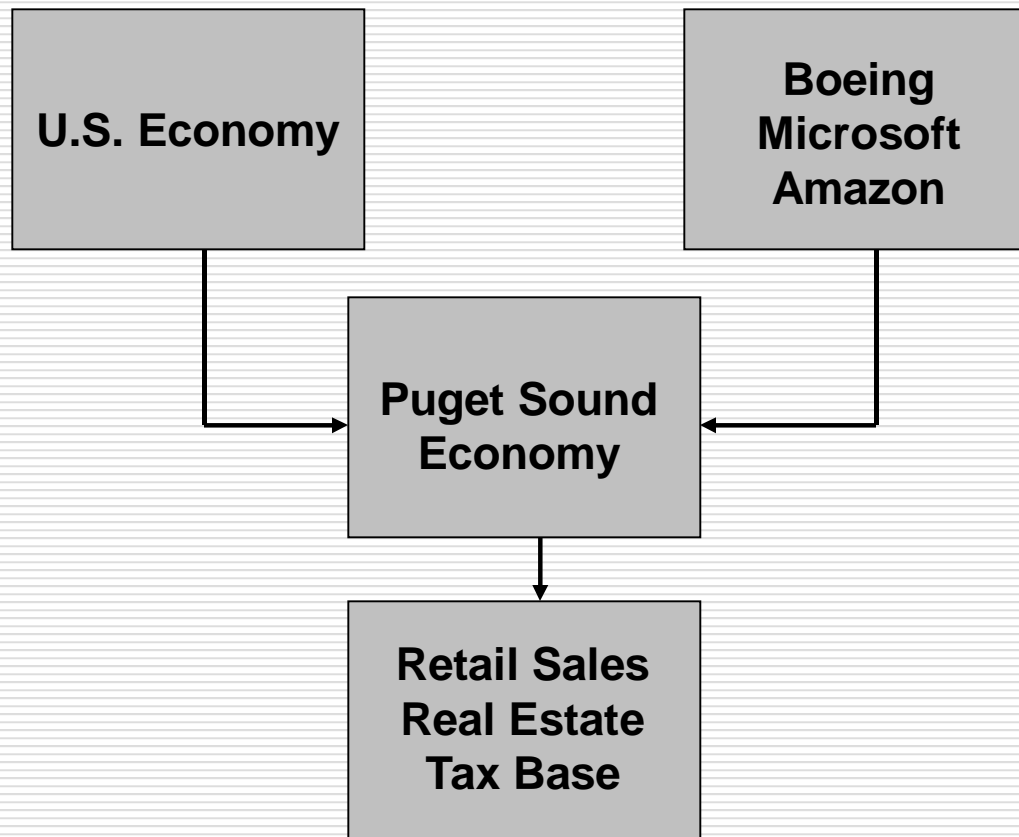 U.S. Economy
Boeing
Microsoft
Amazon
Puget Sound
Economy
Retail Sales
Real Estate
Tax Base